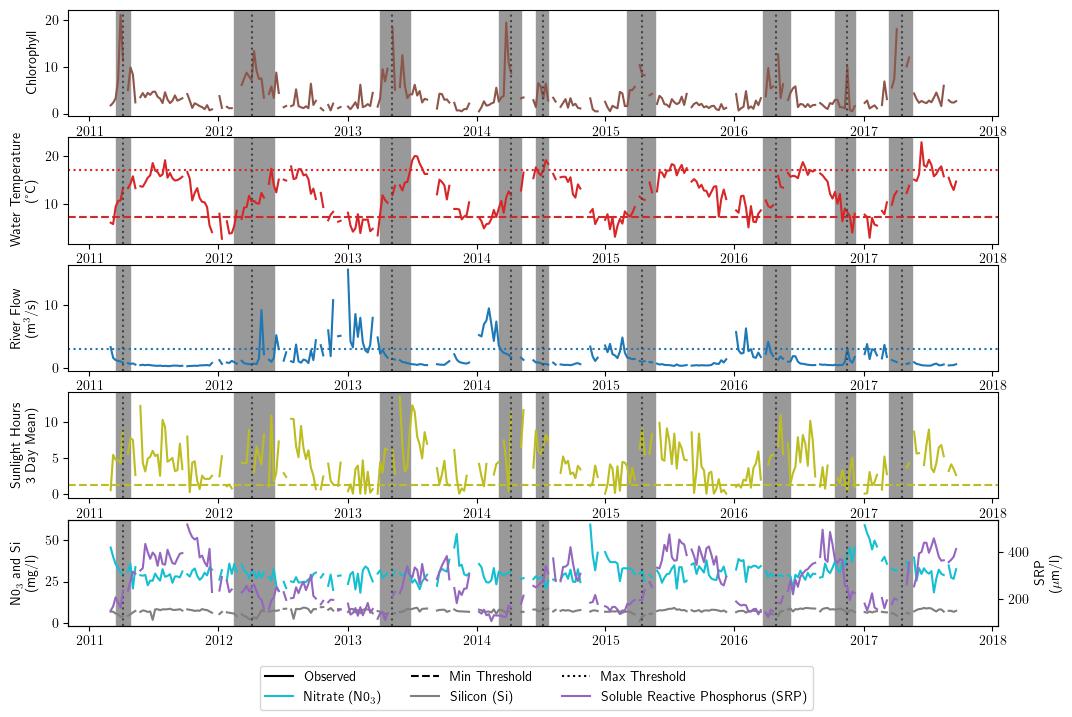 Chlorophyll
20
10
0
2011 2012 2013 2014 2015 2016 2017 2018
Water Temperature
(°C)
20
10
2011 2012 2013 2014 2015 2016 2017 2018
River Flow
(m³/s)
10
0
2011 2012 2013 2014 2015 2016 2017 2018
Sunlight Hours
3 Day Mean)
10
5
0
2011 2012 2013 2014 2015 2016 2017 2018
N0₃ and Si
(mg/l)
50
25
0
400
200
SRP
(μm/l)
2011 2012 2013 2014 2015 2016 2017 2018
Observed Min Threshold Max Threshold
Nitrate (N0₃) Silicon (Si) Soluble Reactive Phosphorus (SRP)